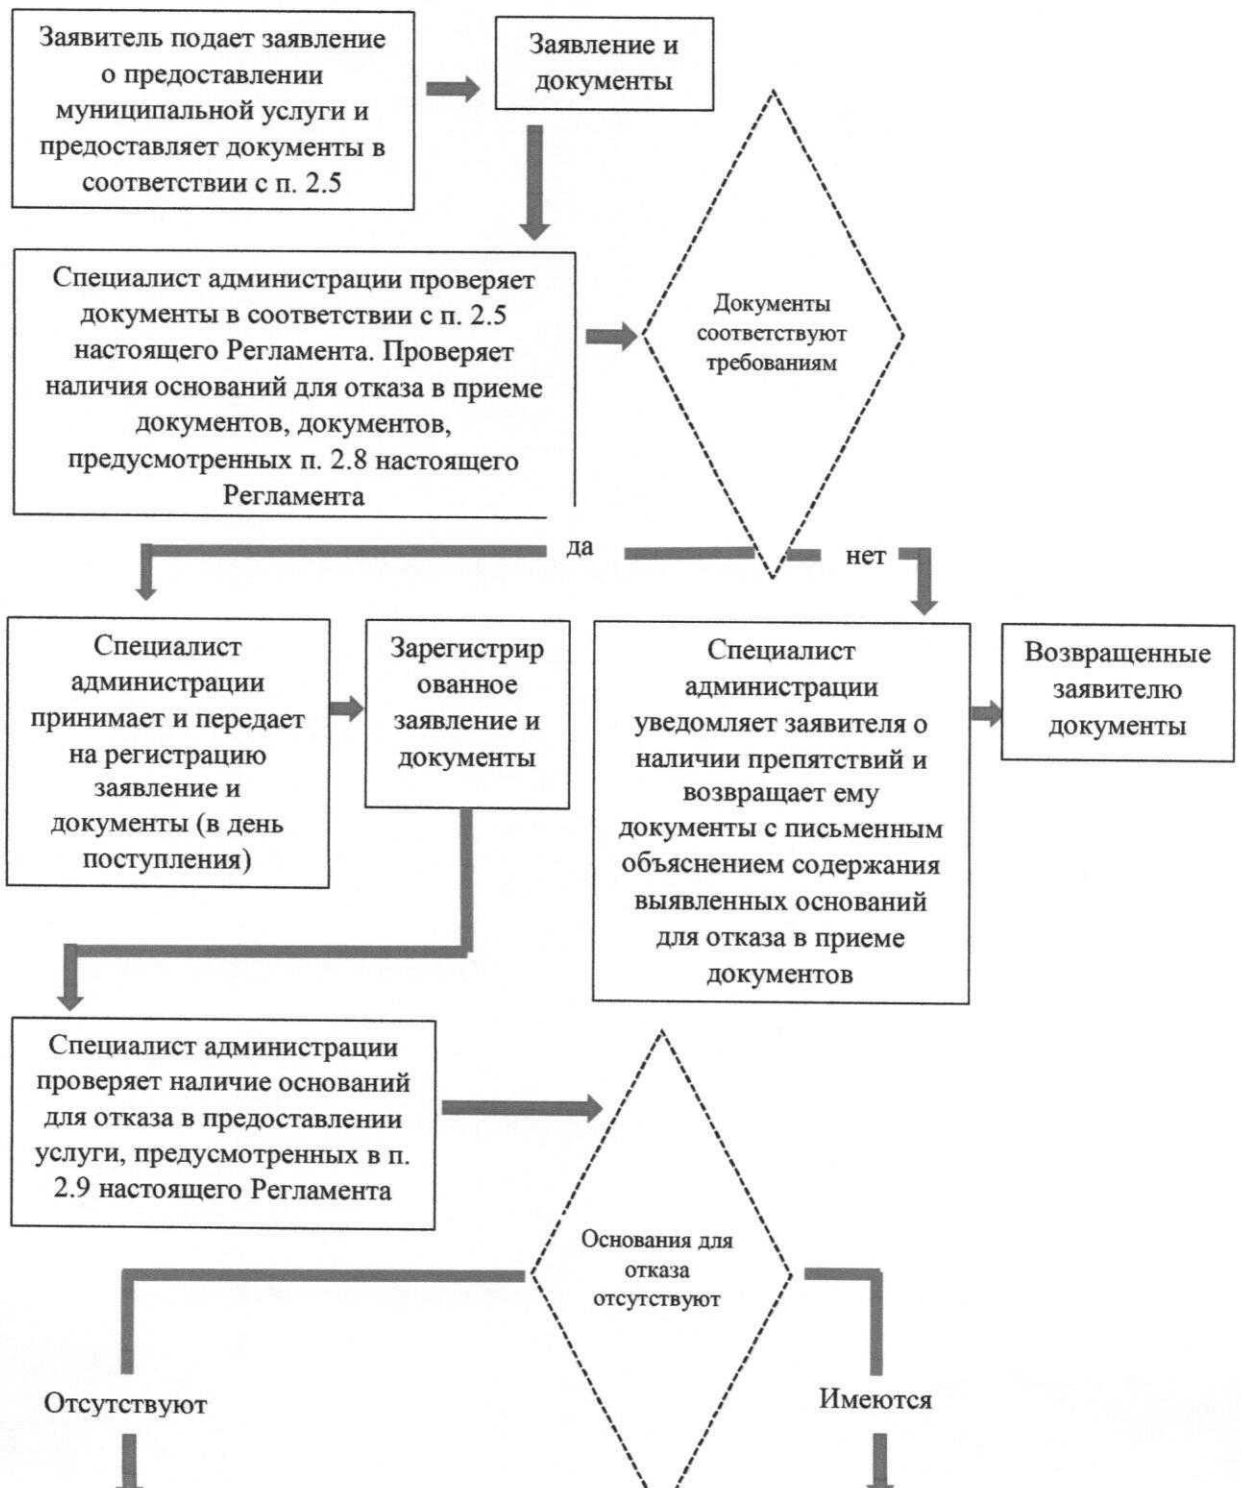 Заявитель подает заявление
о предоставлении
муниципальной услуги и
предоставляет документы в
соответствии с п. 2.5
Заявление и
документы
Специалист администрации проверяет
документы в соответствии с п. 2.5
настоящего Регламента. Проверяет
наличия оснований для отказа в приеме
документов, документов,
предусмотренных п. 2.8 настоящего
Регламента
Документы
соответствуют
требованиям
да
нет
Специалист
администрации
принимает и передает
на регистрацию
заявление и
документы (в день
поступления)
Зарегистрир
ованное
заявление и
документы
Специалист
администрации
уведомляет заявителя о
наличии препятствий и
возвращает ему
документы с письменным
объяснением содержания
выявленных оснований
для отказа в приеме
документов
Возвращенные
заявителю
документы
Специалист администрации
проверяет наличие оснований
для отказа в предоставлении
услуги, предусмотренных в п.
2.9 настоящего Регламента
Основания для
отказа
отсутствуют
Отсутствуют
Имеются